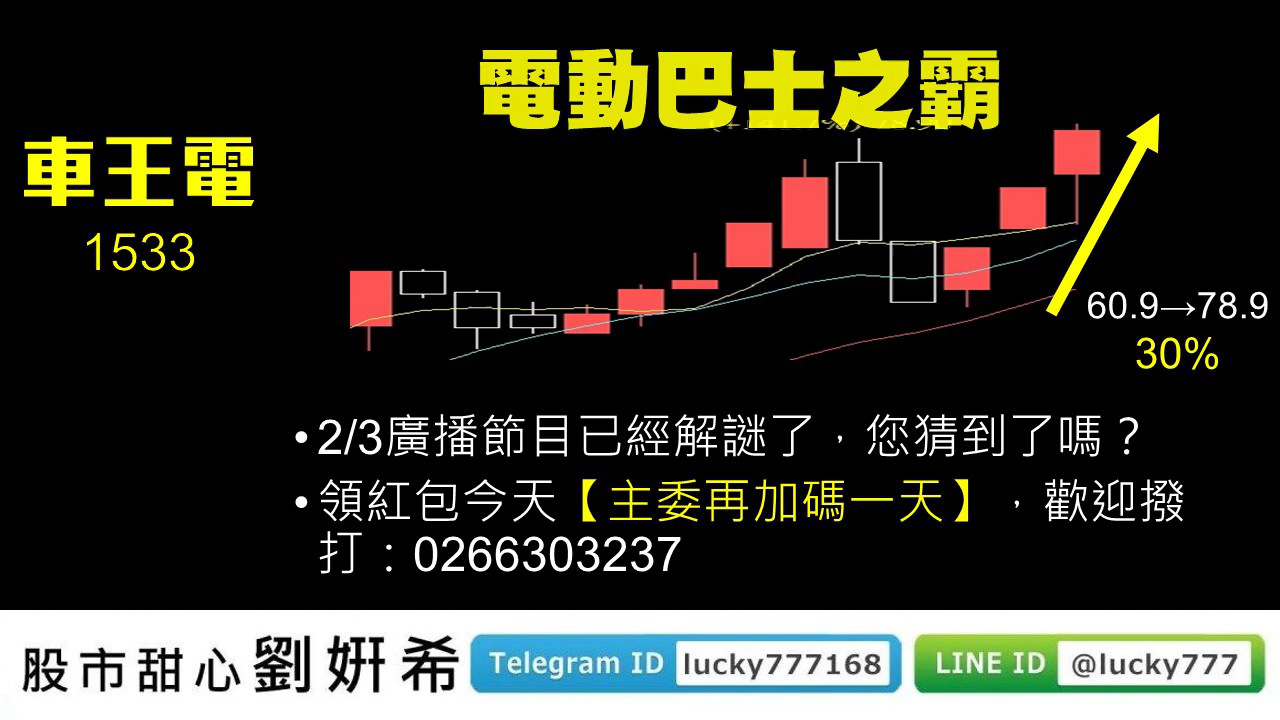 電動巴士之霸
車王電
1533
60.9→78.9
30%
•2/3廣播節目已經解謎了，您猜到了嗎？
•領紅包今天【主委再加碼一天】，歡迎撥
打：0266303237
股市甜心劉妍希 Telegram ID lucky777168 LINE ID @lucky777